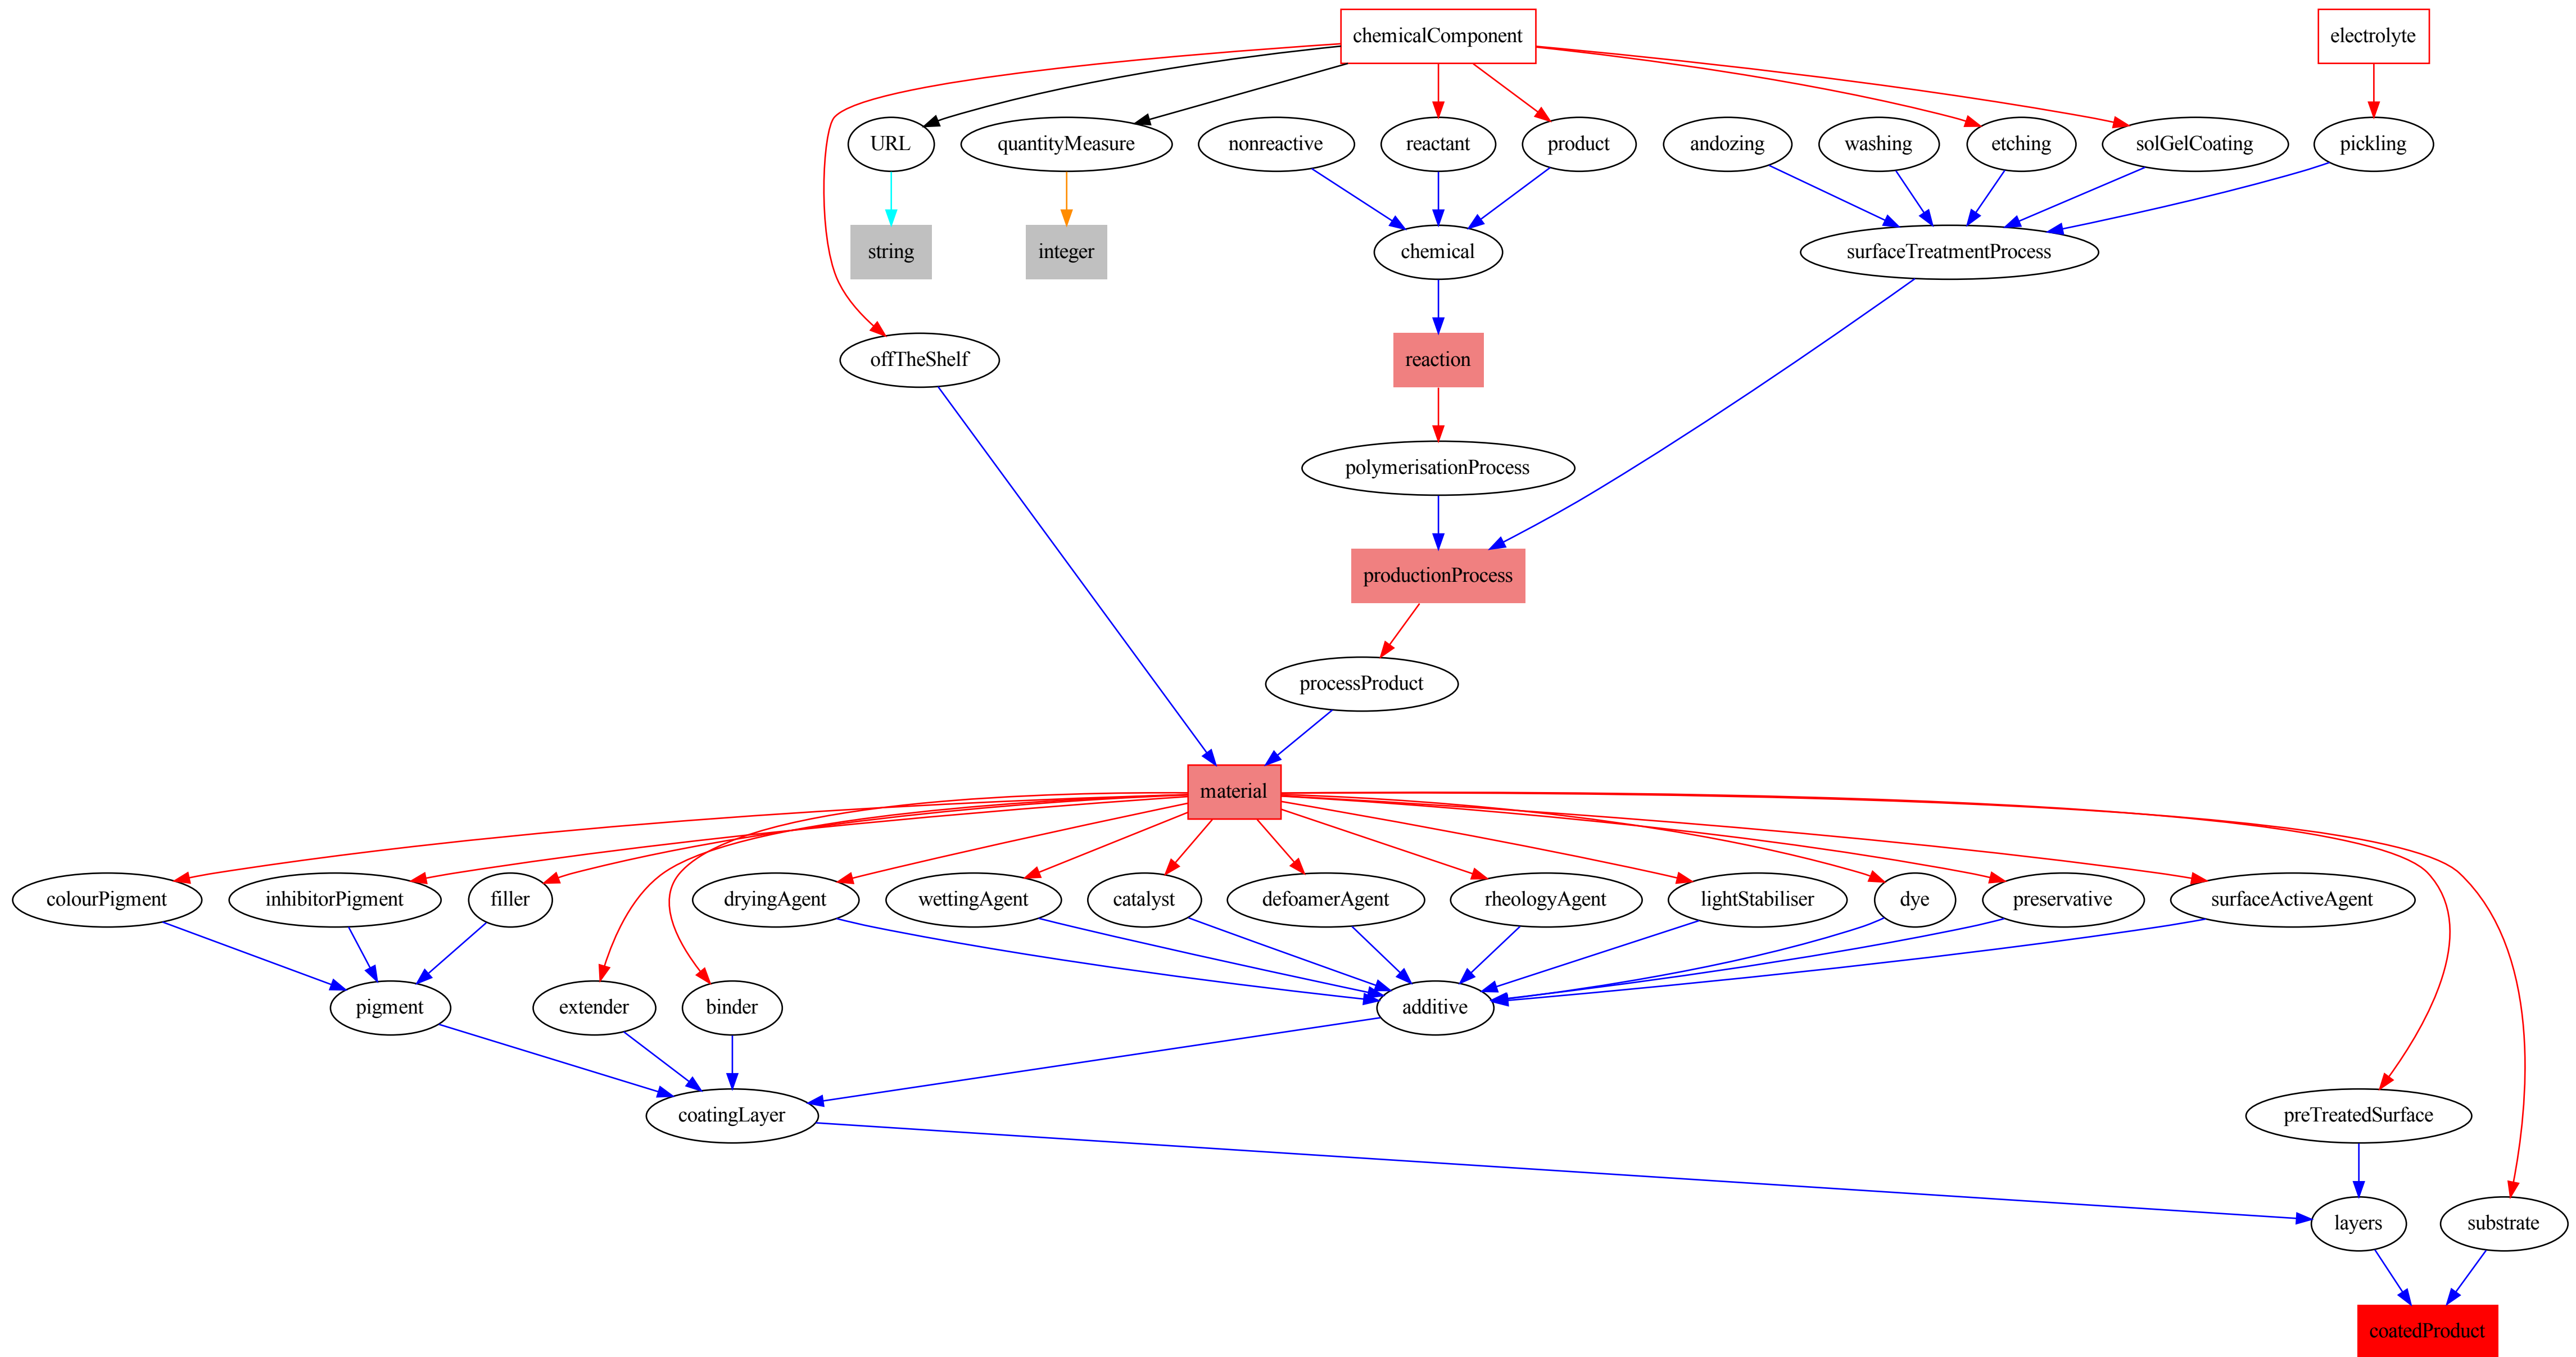 chemicalComponent
electrolyte
URL
quantityMeasure
nonreactive
reactant
product
andozing
washing
etching
solGelCoating
pickling
string
integer
chemical
surfaceTreatmentProcess
offTheShelf
reaction
polymerisationProcess
productionProcess
processProduct
material
colourPigment
inhibitorPigment
filler
dryingAgent
wettingAgent
catalyst
defoamerAgent
rheologyAgent
lightStabiliser
dye
preservative
surfaceActiveAgent
pigment
extender
binder
additive
coatingLayer
preTreatedSurface
layers
substrate
coatedProduct